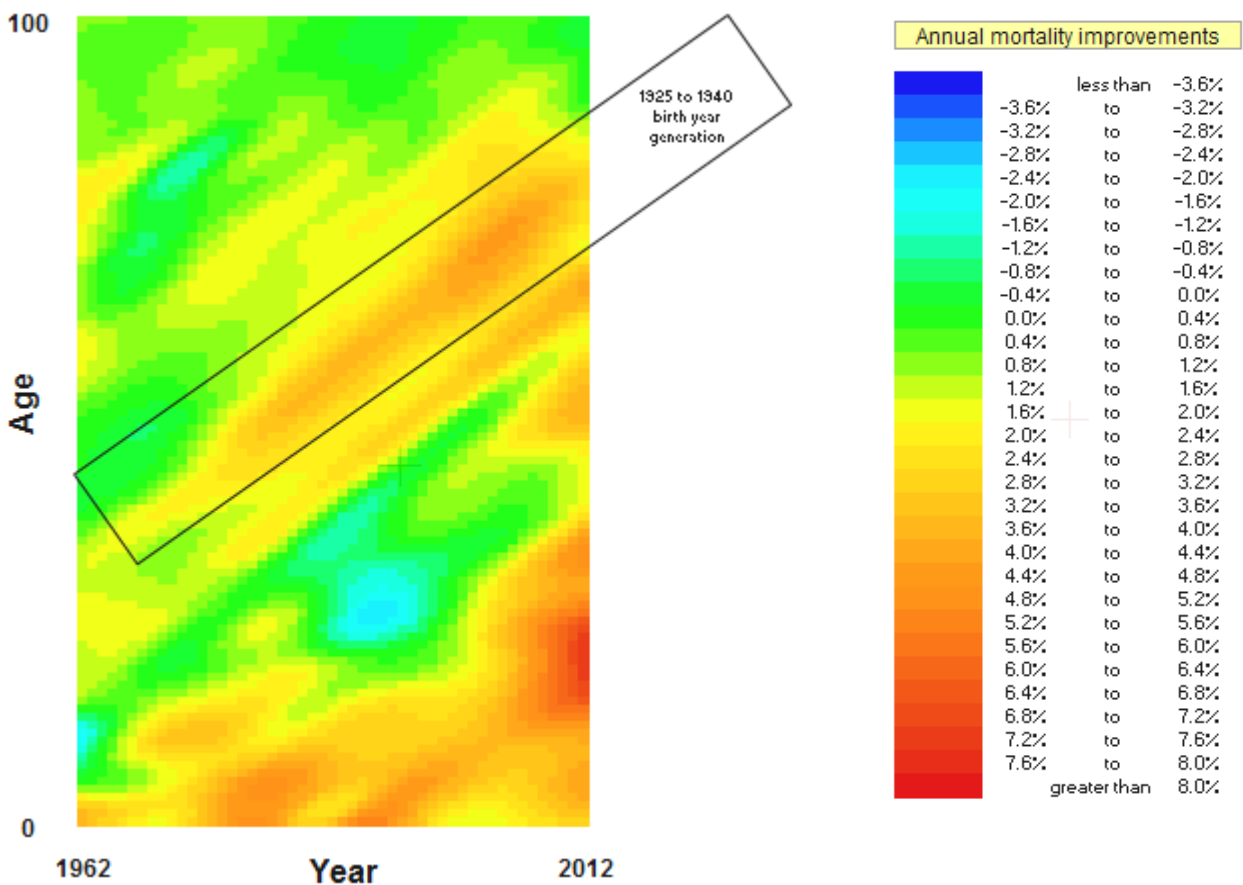 100
Age
0
1962
Year
2012
1925 to 1940
birth year
generation
Annual mortality improvements
less than -3.6%
-3.6% to -3.2%
-3.2% to -2.8%
-2.8% to -2.4%
-2.4% to -2.0%
-2.0% to -1.6%
-1.6% to -1.2%
-1.2% to -0.8%
-0.8% to -0.4%
-0.4% to 0.0%
0.0% to 0.4%
0.4% to 0.8%
0.8% to 1.2%
1.2% to 1.6%
1.6% to 2.0%
2.0% to 2.4%
2.4% to 2.8%
2.8% to 3.2%
3.2% to 3.6%
3.6% to 4.0%
4.0% to 4.4%
4.4% to 4.8%
4.8% to 5.2%
5.2% to 5.6%
5.6% to 6.0%
6.0% to 6.4%
6.4% to 6.8%
6.8% to 7.2%
7.2% to 7.6%
7.6% to 8.0%
greater than 8.0%